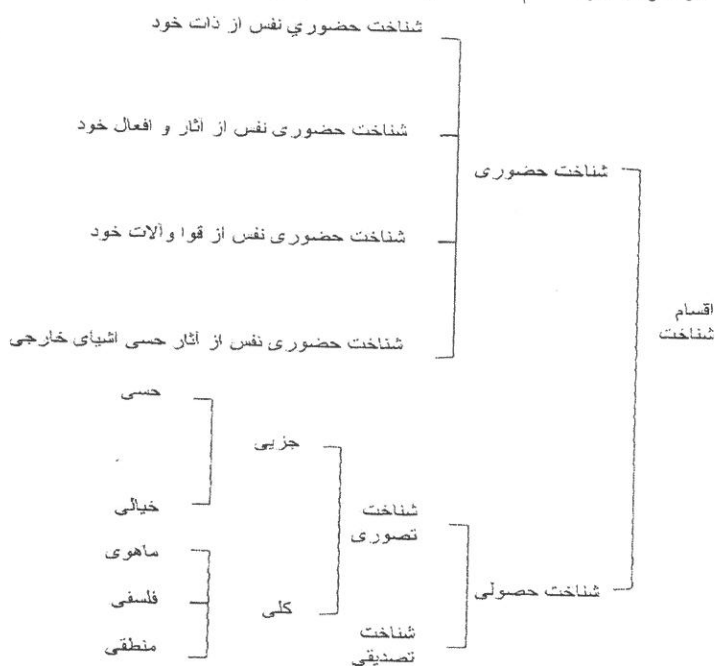 شناخت حضوري نفس از ذات خود
شناخت حضوری نفس از آثار و افعال خود
شناخت حضوری
شناخت حضوری نفس از قوا وآلات خود
اقسام
شناخت
شناخت حضوری نفس از آثار حسی اشیای خارجی
حسی
جزیی
خیالی
شناخت
تصوری
ماهوی
فلسفی
کلی
شناخت حصولی
منطقی
شناخت
تصدیقی